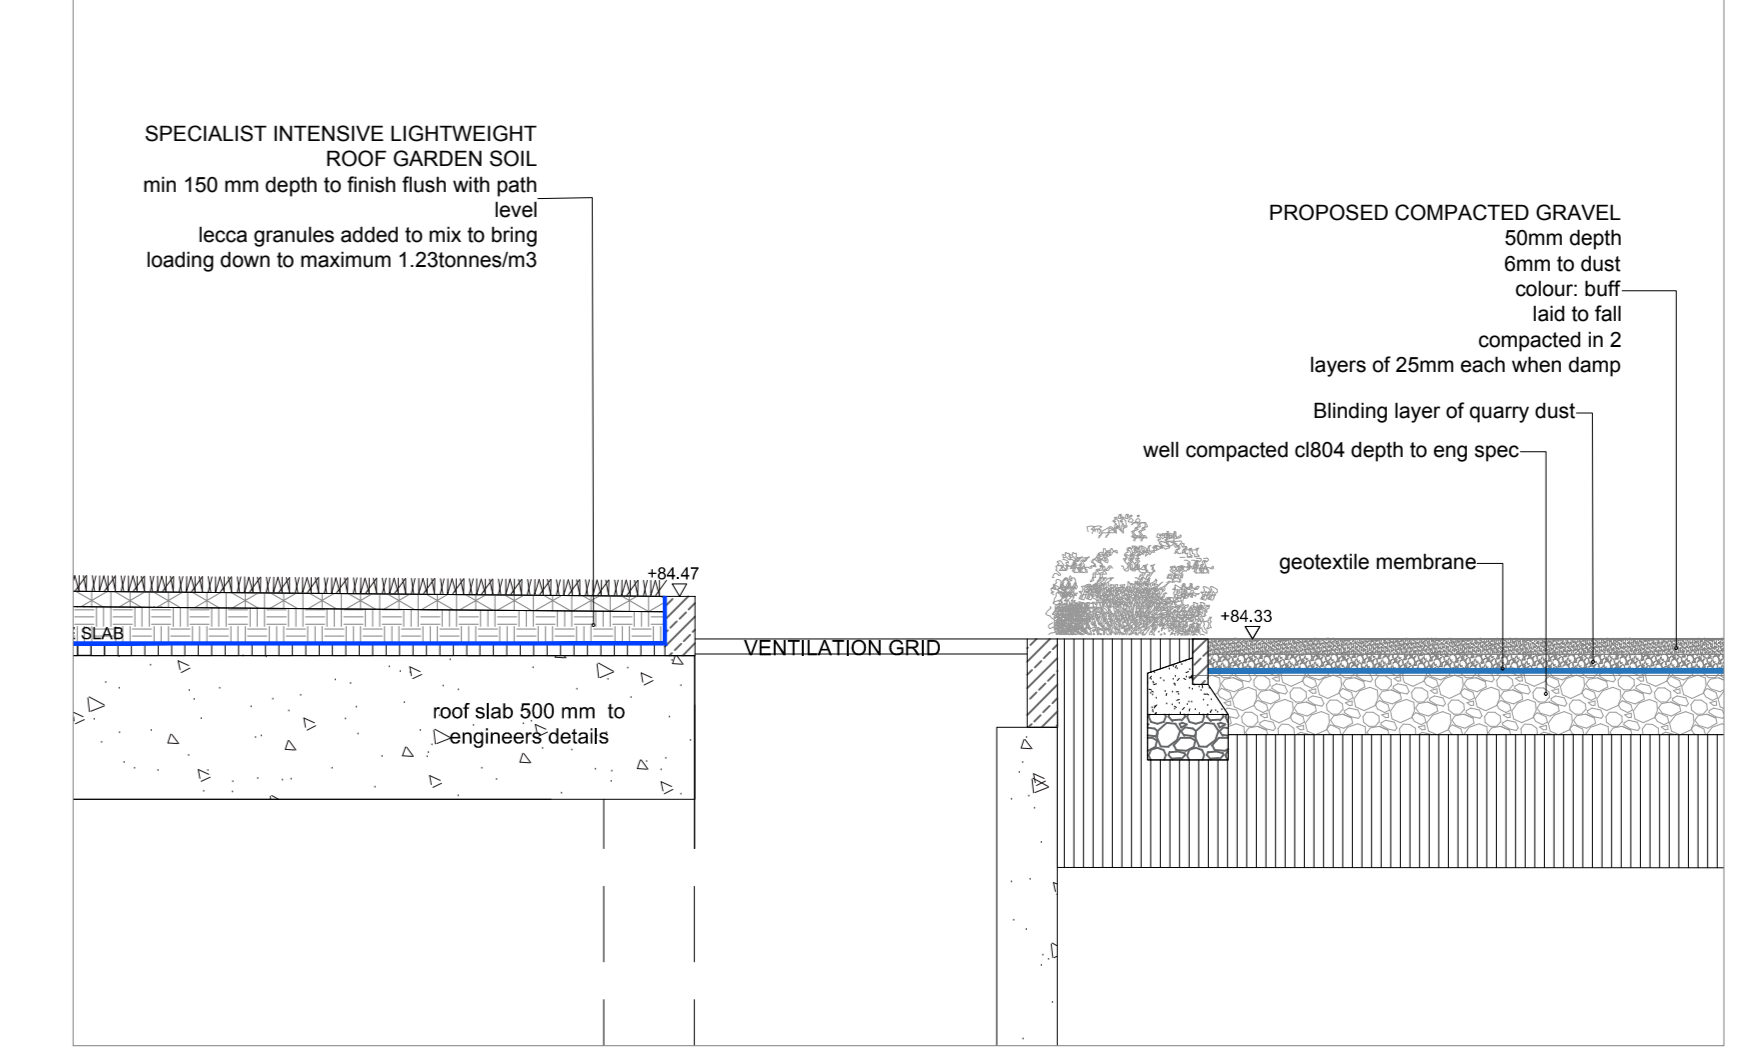 SPECIALIST INTENSIVE LIGHTWEIGHT
ROOF GARDEN SOIL
min 150 mm depth to finish flush with path
level
lecca granules added to mix to bring
loading down to maximum 1.23tonnes/m3
PROPOSED COMPACTED GRAVEL
50mm depth
6mm to dust
colour: buff
laid to fall
compacted in 2
layers of 25mm each when damp
Blinding layer of quarry dust
well compacted cl804 depth to eng spec
geotextile membrane
+84.47
+84.33
SLAB
VENTILATION GRID
roof slab 500 mm to
engineers details